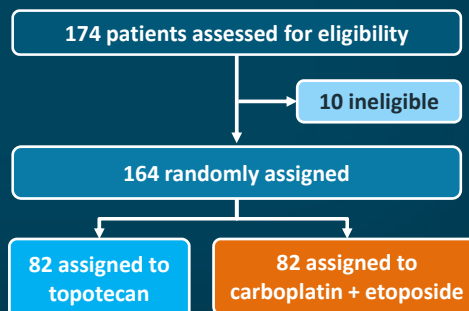 174 patients assessed for eligibility
10 ineligible
164 randomly assigned
82 assigned to
topotecan
82 assigned to
carboplatin + etoposide